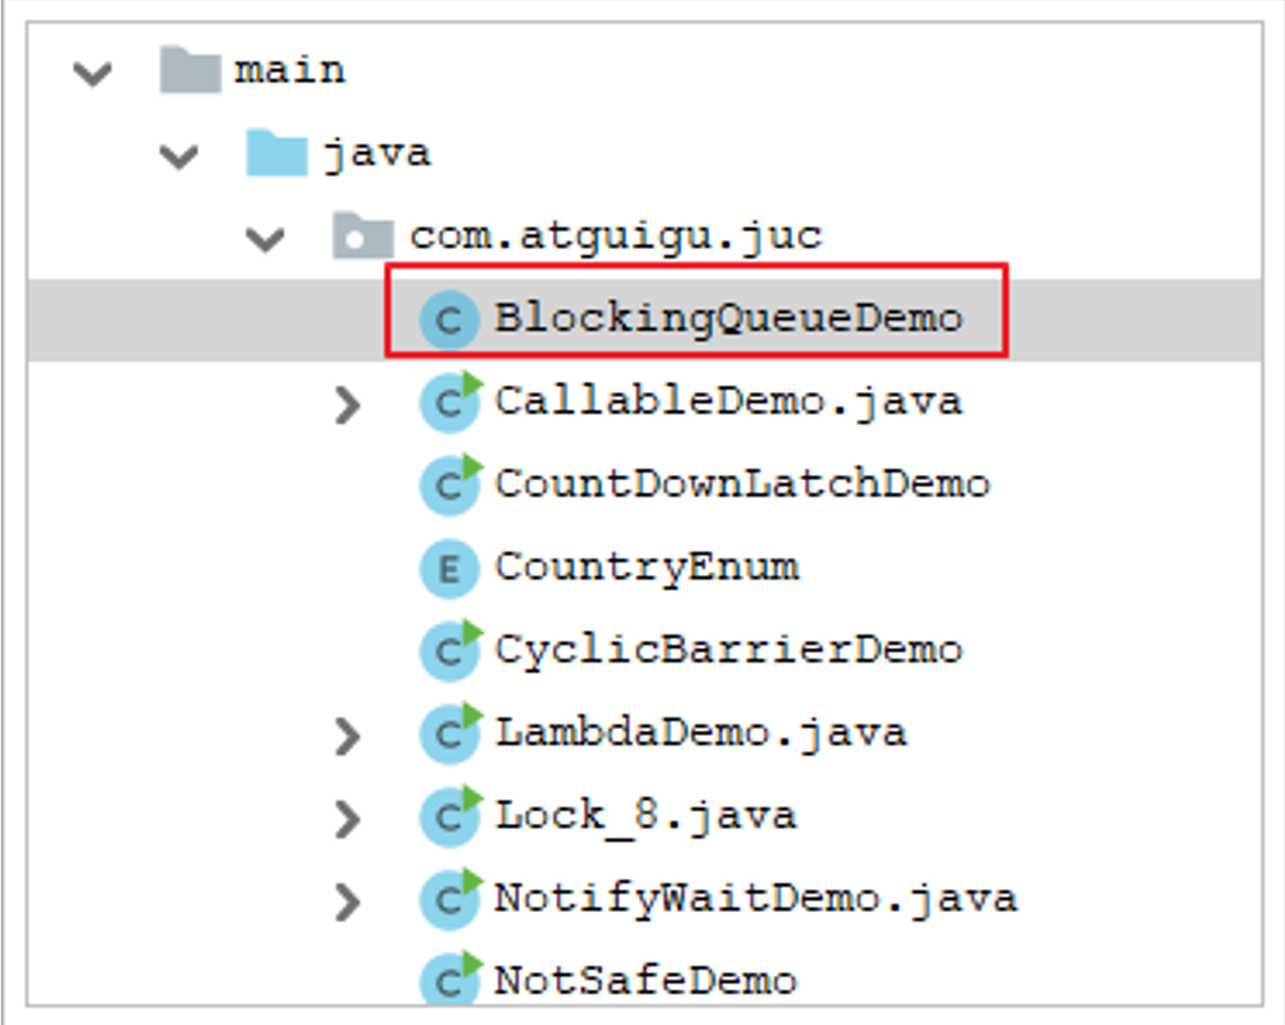 main
java
com.atguigu.juc
C BlockingQueueDemo
C CallableDemo.java
C CountDownLatchDemo
E CountryEnum
C CyclicBarrierDemo
C LambdaDemo.java
C Lock_8.java
C NotifyWaitDemo.java
C NotSafeDemo